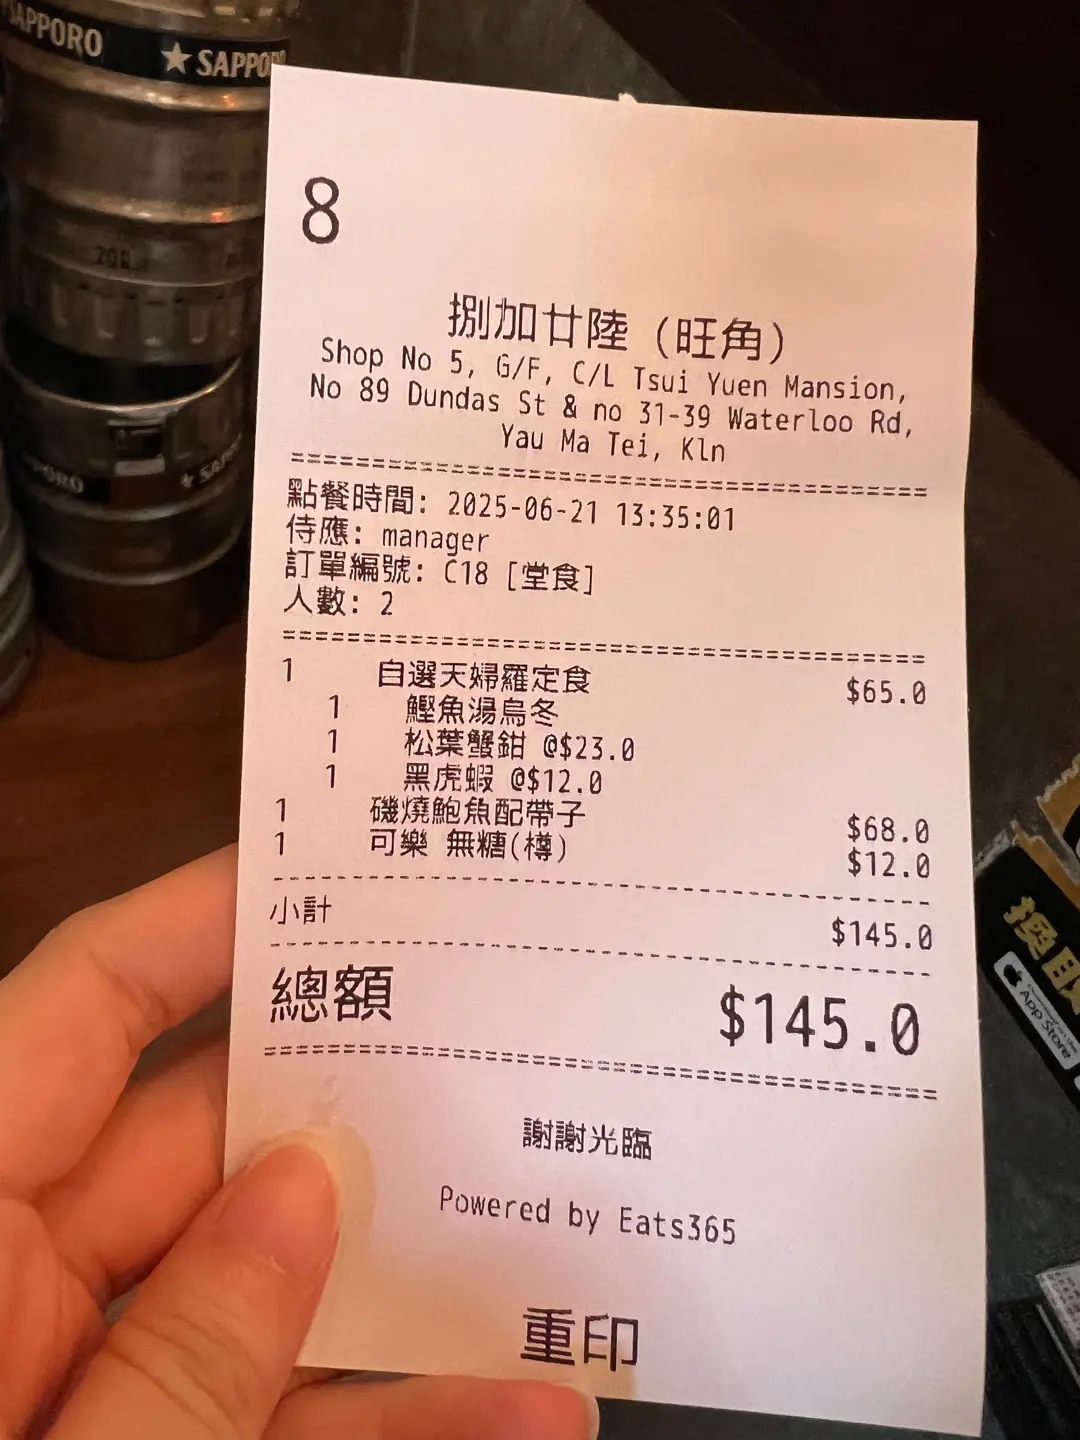 SAPPORO
★ SAPPO
8
捌加廿陸 (旺角)
Shop No 5, G/F, C/L Tsui Yuen Mansion,
No 89 Dundas St & no 31-39 Waterloo Rd,
Yau Ma Tei, Kln
點餐時間: 2025-06-21 13:35:01
侍應: manager
訂單編號: C18 [堂食]
人數: 2
1 自選天婦羅定食 $65.0
1 鰹魚湯烏冬
1 松葉蟹鉗 @$23.0
1 黑虎蝦 @$12.0
1 磯燒鮑魚配帶子 $68.0
1 可樂 無糖(樽) $12.0
小計 $145.0
總額 $145.0
謝謝光臨
Powered by Eats365
重印
換取
App Store